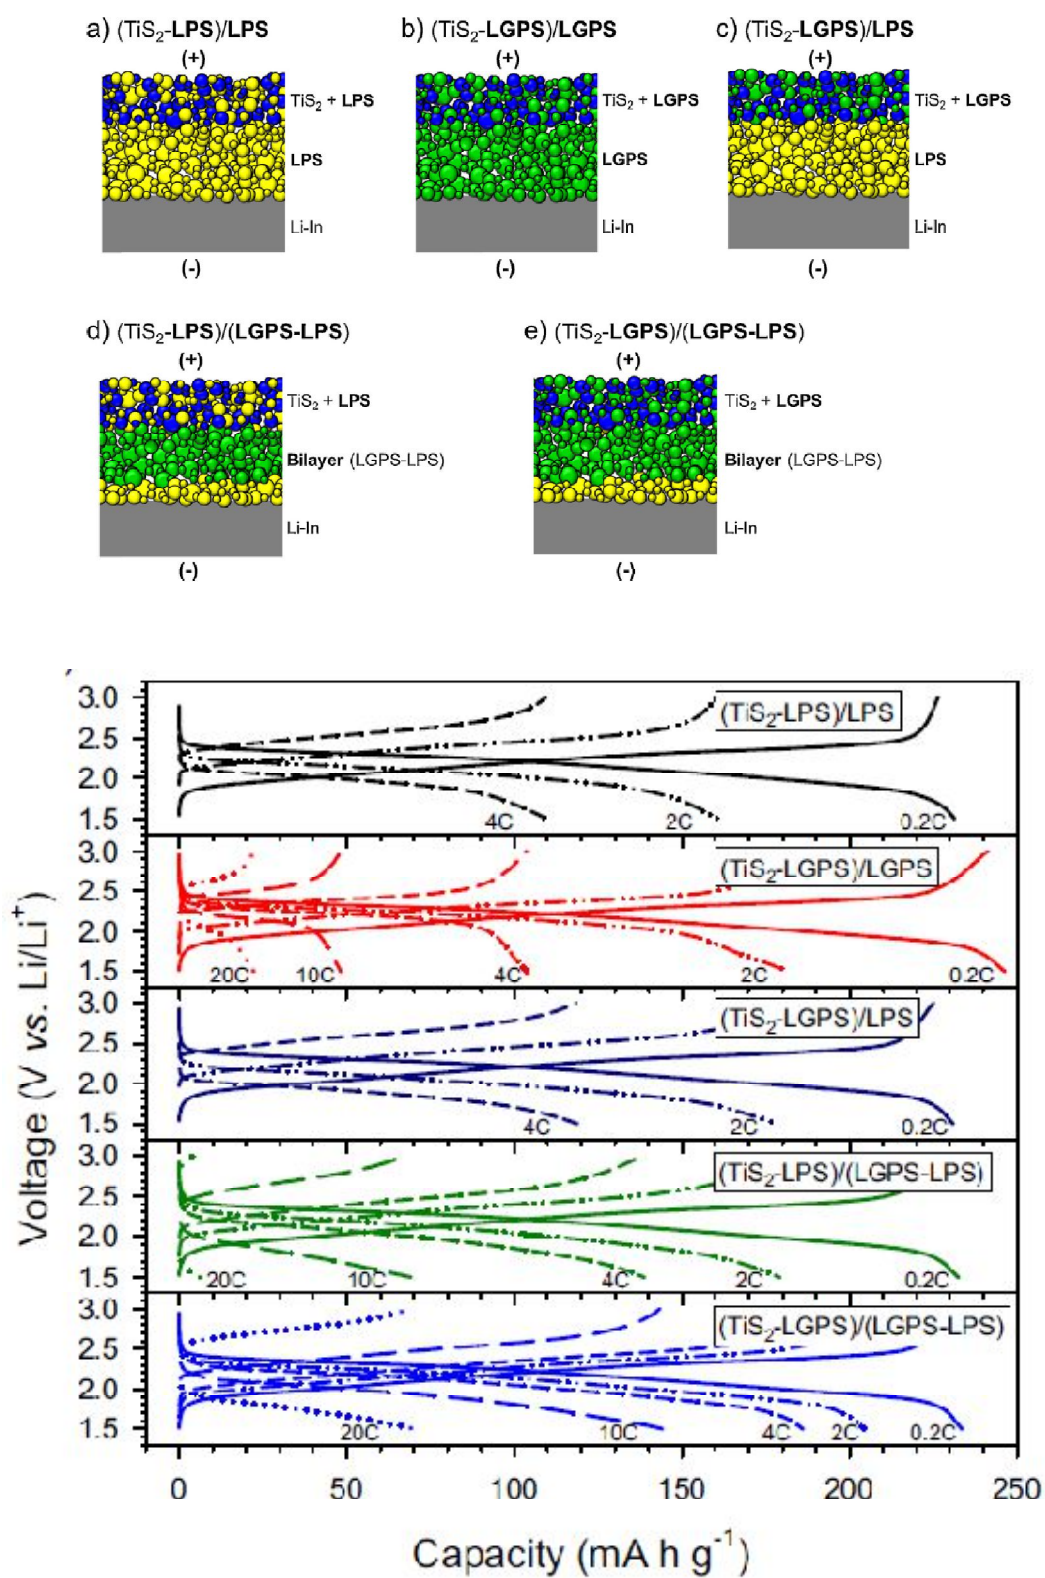 a) (TiS₂-LPS)/LPS
b) (TiS₂-LGPS)/LGPS
c) (TiS₂-LGPS)/LPS
(+)
(+)
(+)
TiS₂ + LPS
TiS₂ + LGPS
TiS₂ + LGPS
LPS
LGPS
LPS
Li-In
Li-In
Li-In
(-)
(-)
(-)
d) (TiS₂-LPS)/(LGPS-LPS)
e) (TiS₂-LGPS)/(LGPS-LPS)
(+)
(+)
TiS₂ + LPS
TiS₂ + LGPS
Bilayer (LGPS-LPS)
Bilayer (LGPS-LPS)
Li-In
Li-In
(-)
(-)
Voltage (V vs. Li/Li⁺)
3.0
2.5
2.0
1.5
(TiS₂-LPS)/LPS
4C
2C
0.2C
3.0
2.5
2.0
1.5
(TiS₂-LGPS)/LGPS
20C
10C
4C
2C
0.2C
3.0
2.5
2.0
1.5
(TiS₂-LGPS)/LPS
4C
2C
0.2C
3.0
2.5
2.0
1.5
(TiS₂-LPS)/(LGPS-LPS)
20C
10C
4C
2C
0.2C
3.0
2.5
2.0
1.5
(TiS₂-LGPS)/(LGPS-LPS)
20C
10C
4C
2C
0.2C
0
50
100
150
200
250
Capacity (mA h g⁻¹)